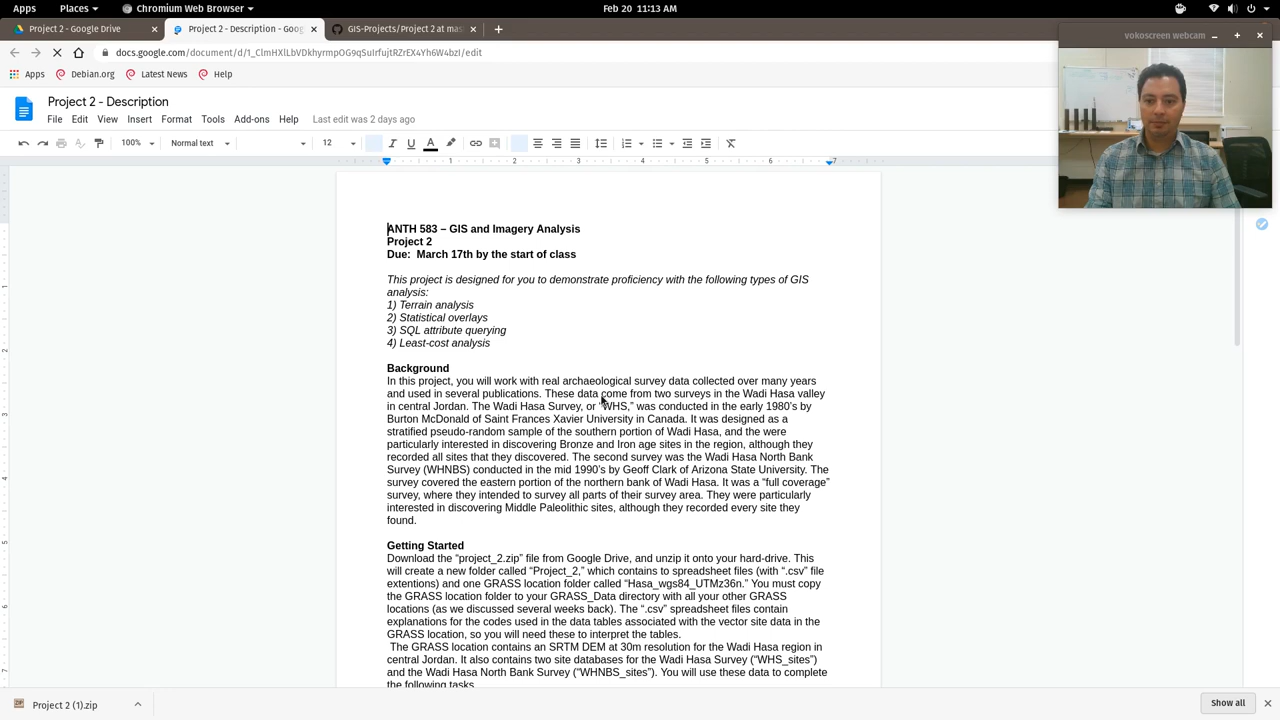 Apps Places Chromium Web Browser Feb 20 11:13 AM
Project 2 - Google Drive Project 2 - Description - Goog GIS-Projects/Project 2 at mas
docs.google.com/document/d/
Apps Debian.org Latest News Help
vokoscreen webcam
Project 2 - Description
File Edit View Insert Format Tools Add-ons Help Last edit was 2 days ago
100% Normal text 12
1 2 3 4 5 6 7
ANTH 583 – GIS and Imagery Analysis
Project 2
Due: March 17th by the start of class
This project is designed for you to demonstrate proficiency with the following types of GIS
analysis:
1) Terrain analysis
2) Statistical overlays
3) SQL attribute querying
4) Least-cost analysis
Background
In this project, you will work with real archaeological survey data collected over many years
and used in several publications. These data come from two surveys in the Wadi Hasa valley
in central Jordan. The Wadi Hasa Survey, or “WHS,” was conducted in the early 1980’s by
Burton McDonald of Saint Frances Xavier University in Canada. It was designed as a
stratified pseudo-random sample of the southern portion of Wadi Hasa, and the were
particularly interested in discovering Bronze and Iron age sites in the region, although they
recorded all sites that they discovered. The second survey was the Wadi Hasa North Bank
Survey (WHNBS) conducted in the mid 1990’s by Geoff Clark of Arizona State University. The
survey covered the eastern portion of the northern bank of Wadi Hasa. It was a “full coverage”
survey, where they intended to survey all parts of their survey area. They were particularly
interested in discovering Middle Paleolithic sites, although they recorded every site they
found.
Getting Started
Download the “project_2.zip” file from Google Drive, and unzip it onto your hard-drive. This
will create a new folder called “Project_2,” which contains to spreadsheet files (with “.csv” file
extentions) and one GRASS location folder called “Hasa_wgs84_UTMz36n.” You must copy
the GRASS location folder to your GRASS_Data directory with all your other GRASS
locations (as we discussed several weeks back). The “.csv” spreadsheet files contain
explanations for the codes used in the data tables associated with the vector site data in the
GRASS location, so you will need these to interpret the tables.
The GRASS location contains an SRTM DEM at 30m resolution for the Wadi Hasa region in
central Jordan. It also contains two site databases for the Wadi Hasa Survey (“WHS_sites”)
and the Wadi Hasa North Bank Survey (“WHNBS_sites”). You will use these data to complete
the following tasks
1
2
3
4
5
6
7
Project 2 (1).zip Show all